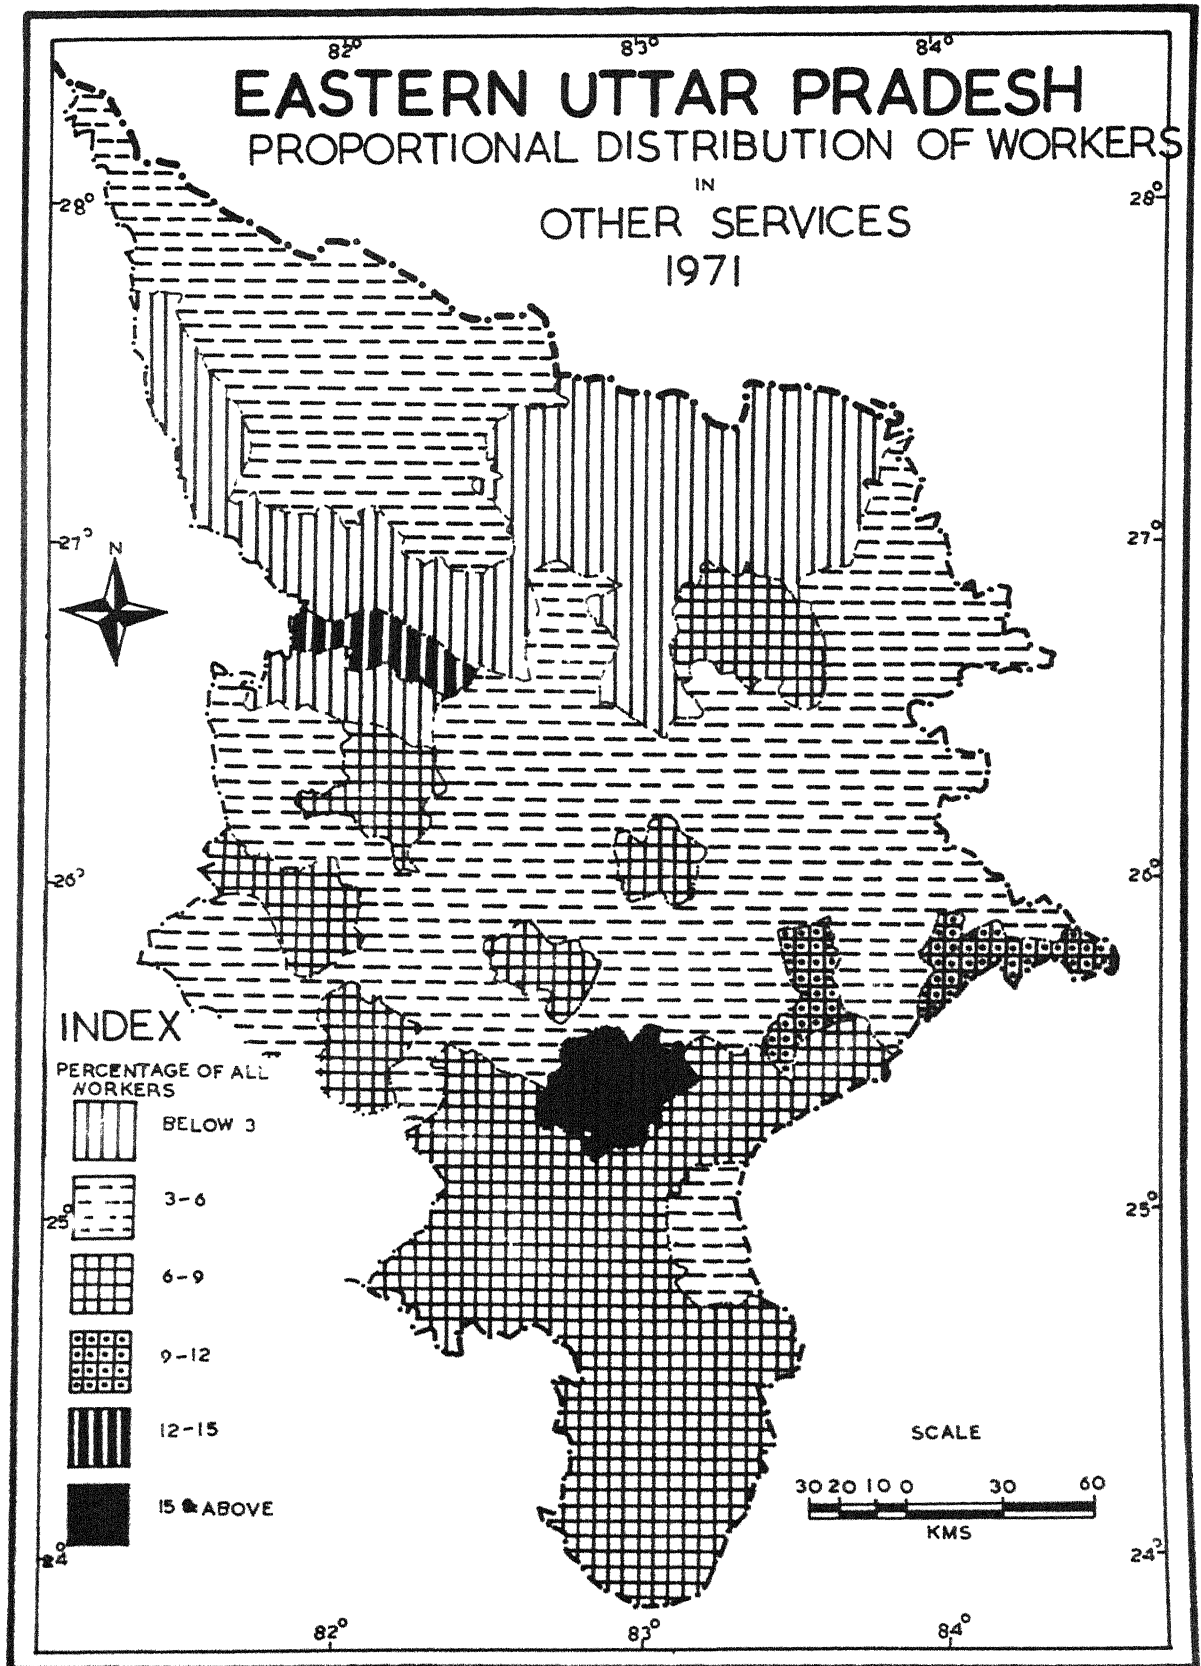 82° 83° 84°
EASTERN UTTAR PRADESH
PROPORTIONAL DISTRIBUTION OF WORKERS
IN
28° 28°
OTHER SERVICES
1971
27° 27°
N
26° 26°
INDEX
PERCENTAGE OF ALL
WORKERS
BELOW 3
3-6
25° 25°
6-9
9-12
12-15
SCALE
15 & ABOVE
30 20 10 0 30 60
KMS
24° 24°
82° 83° 84°